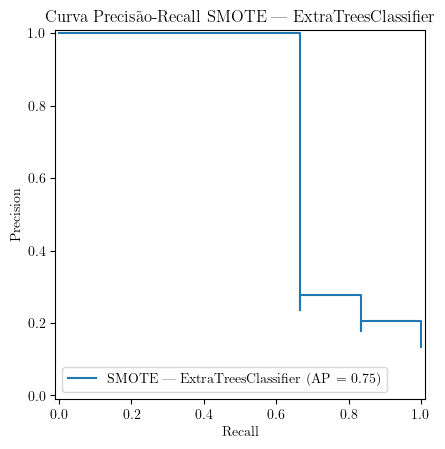 Curva Precisão-Recall SMOTE — ExtraTreesClassifier
1.0
0.8
0.6
0.4
0.2
0.0
Precision
SMOTE — ExtraTreesClassifier (AP = 0.75)
0.0 0.2 0.4 0.6 0.8 1.0
Recall